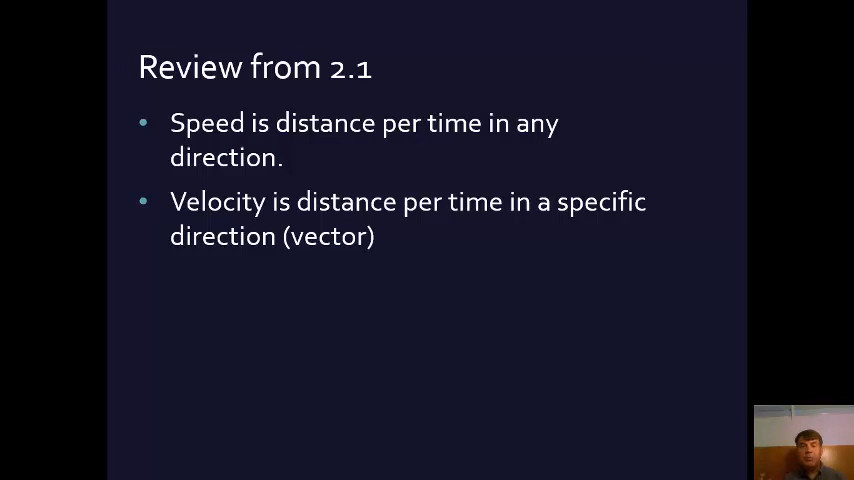 Review from 2.1
• Speed is distance per time in any
direction.
• Velocity is distance per time in a specific
direction (vector)